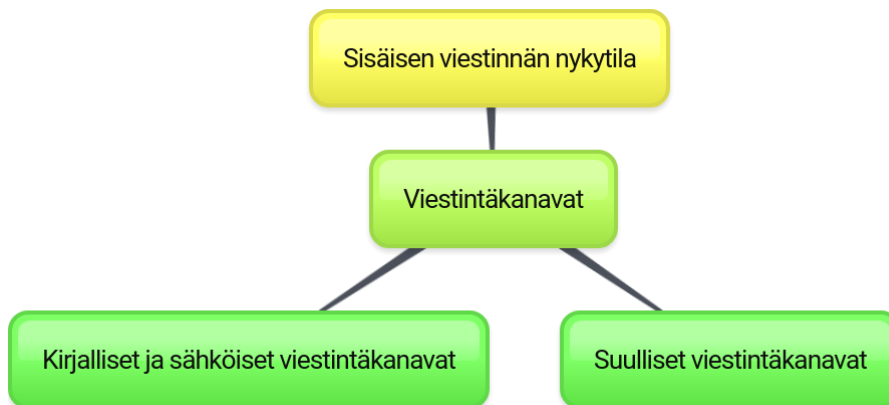 Sisäisen viestinnän nykytila
Viestintäkanavat
Kirjalliset ja sähköiset viestintäkanavat
Suulliset viestintäkanavat